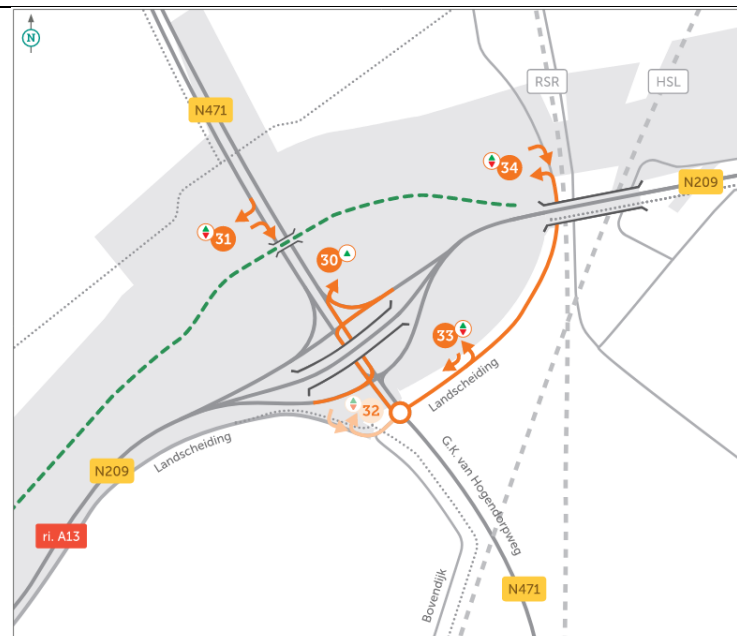 N
RSR
HSL
N471
34
N209
31
30
33
Landscheiding
32
Landscheiding
N209
G.K. van Hogendorpweg
ri. A13
Bovendijk
N471